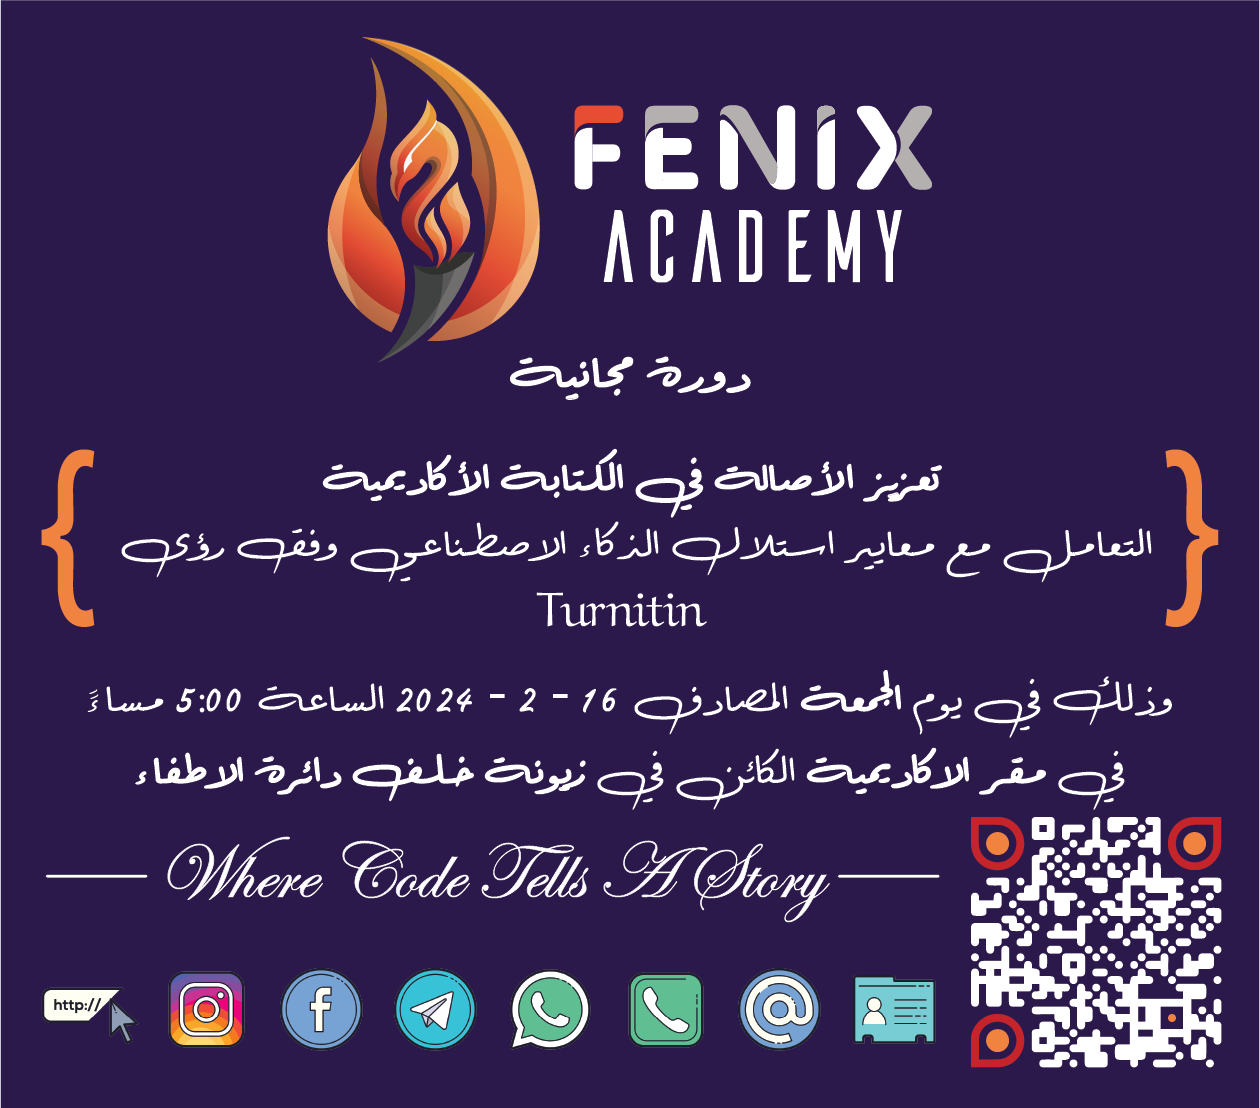 FENIX
ACADEMY
دورة مجانية
تعزيز الأصالة في الكتابة الأكاديمية
التعامل مع معايير استلال الذكاء الاصطناعي وفق رؤى
Turnitin
وذلك في يوم الجمعة المصادف 16 - 2 - 2024 الساعة 5:00 مساءً
في مقر الاكاديمية الكائن في زيونة خلف دائرة الاطفاء
Where Code Tells A Story
http://